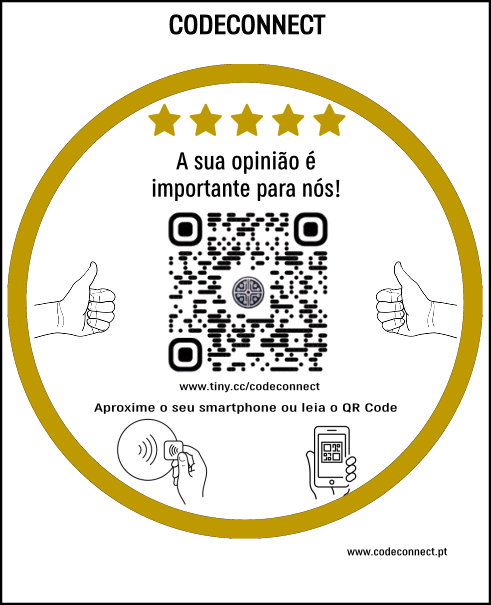 CODECONNECT
A sua opinião é
importante para nós!
www.tiny.cc/codeconnect
Aproxime o seu smartphone ou leia o QR Code
www.codeconnect.pt